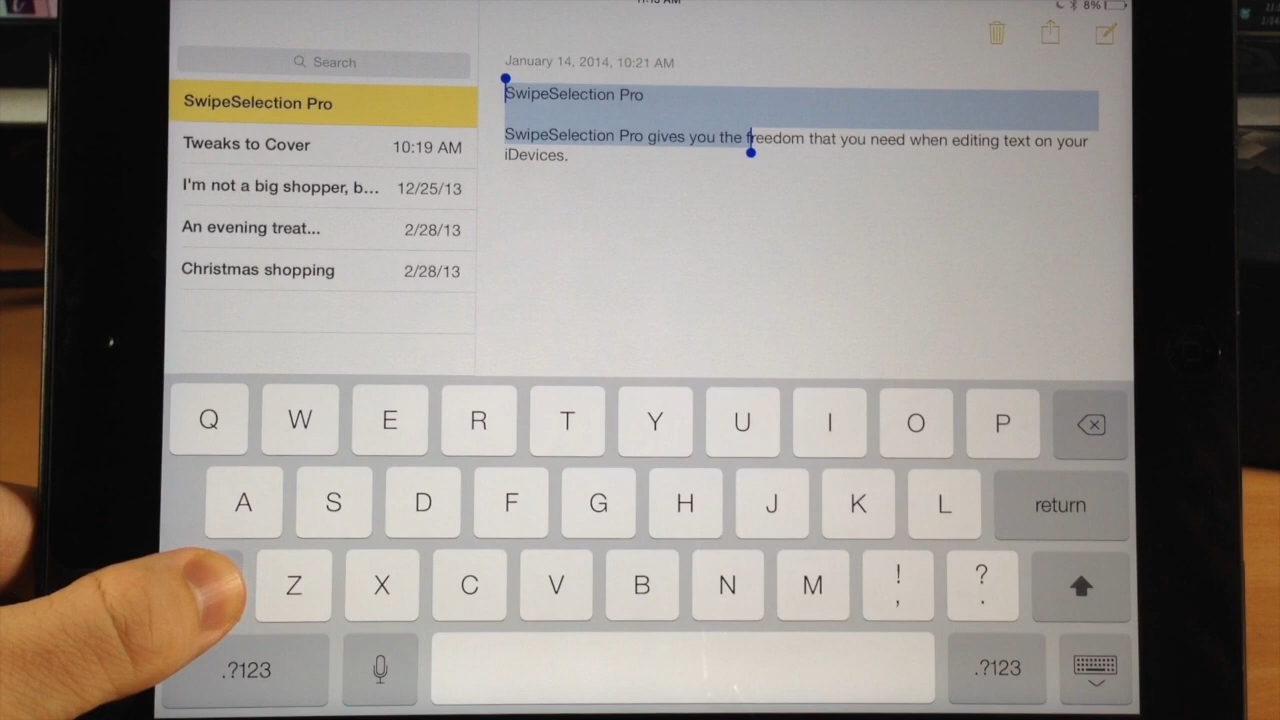 8%
Search
January 14, 2014, 10:21 AM
SwipeSelection Pro
SwipeSelection Pro
Tweaks to Cover 10:19 AM
SwipeSelection Pro gives you the freedom that you need when editing text on your
iDevices.
I'm not a big shopper, b... 12/25/13
An evening treat... 2/28/13
Christmas shopping 2/28/13
Q W E R T Y U I O P
A S D F G H J K L return
Z X C V B N M ! , ? .
.?123 .?123